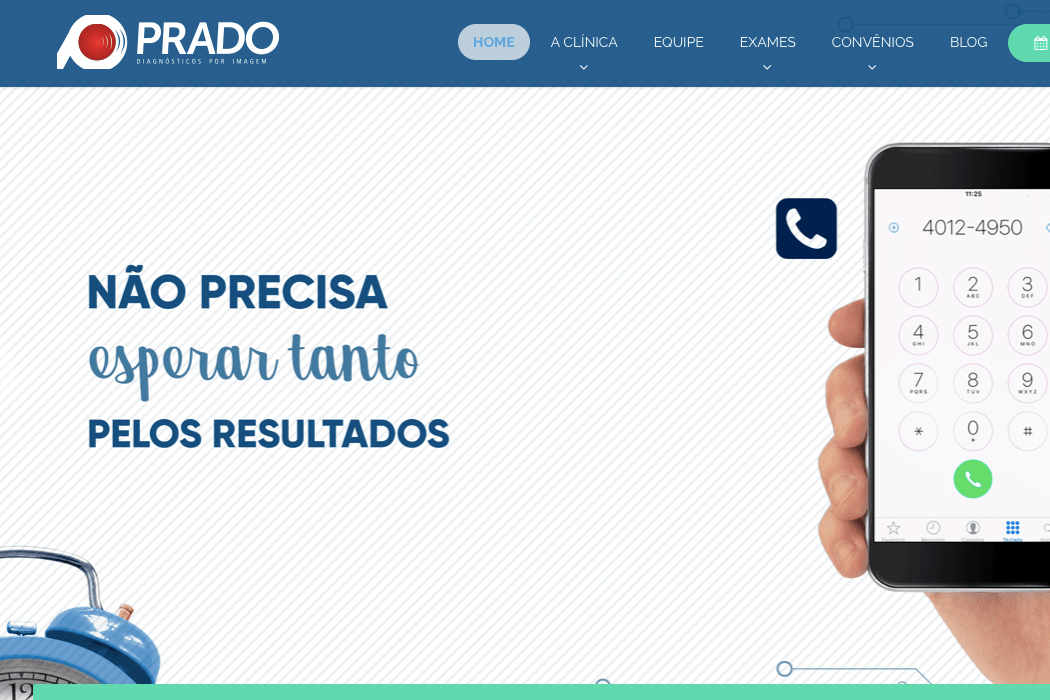 PRADO
DIAGNÓSTICOS POR IMAGEM
HOME
A CLÍNICA
EQUIPE
EXAMES
CONVÊNIOS
BLOG
NÃO PRECISA
esperar tanto
PELOS RESULTADOS
11:25
4012-4950
1
2
ABC
3
DEF
4
GHI
5
JKL
6
MNO
7
PQRS
8
TUV
9
WXYZ
*
0
+
#
Teclado
12